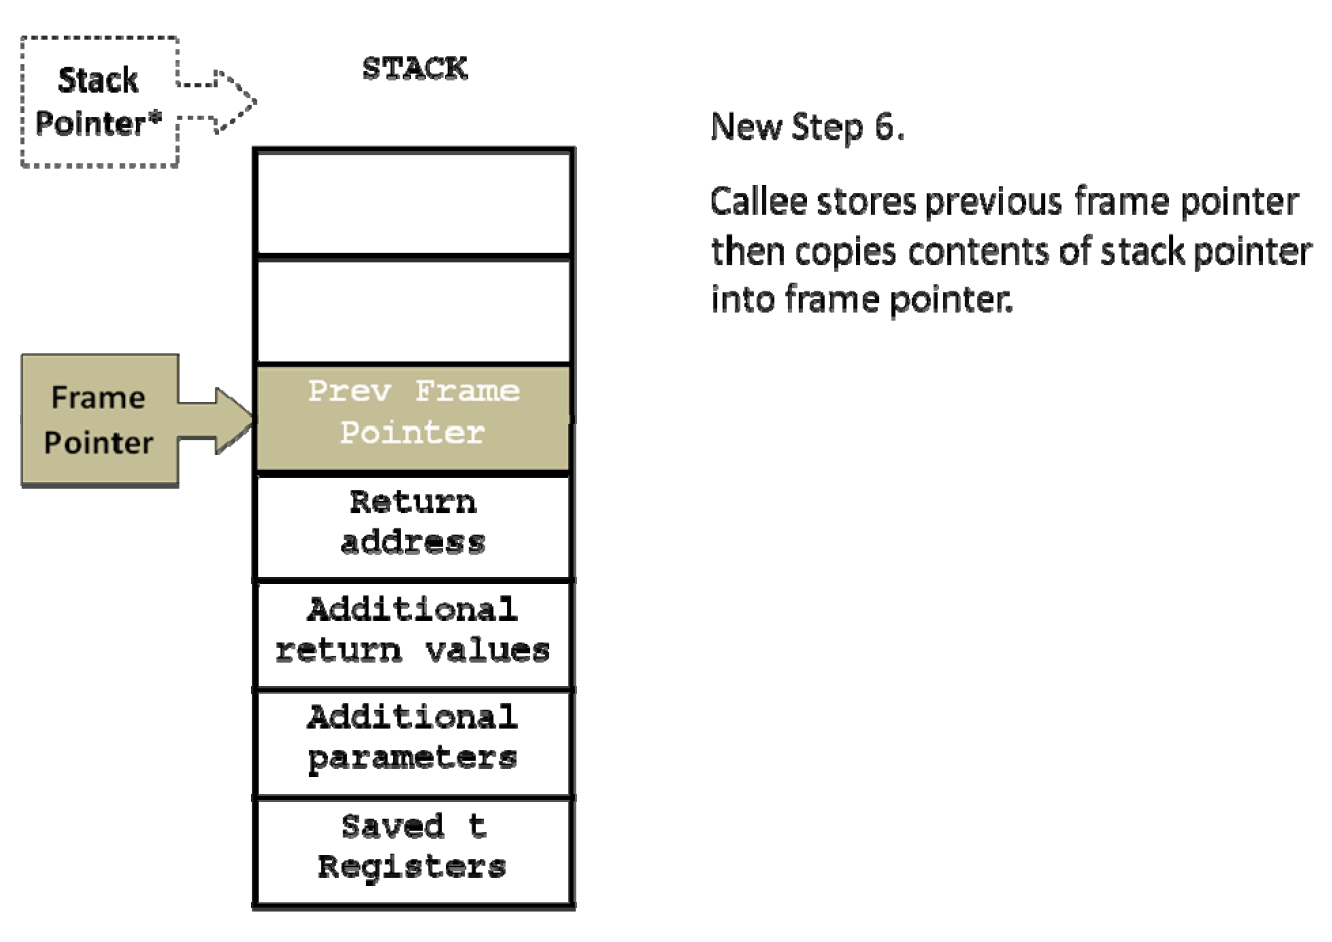 Stack
Pointer*
STACK
New Step 6.
Callee stores previous frame pointer
then copies contents of stack pointer
into frame pointer.
Frame
Pointer
Prev Frame
Pointer
Return
address
Additional
return values
Additional
parameters
Saved t
Registers